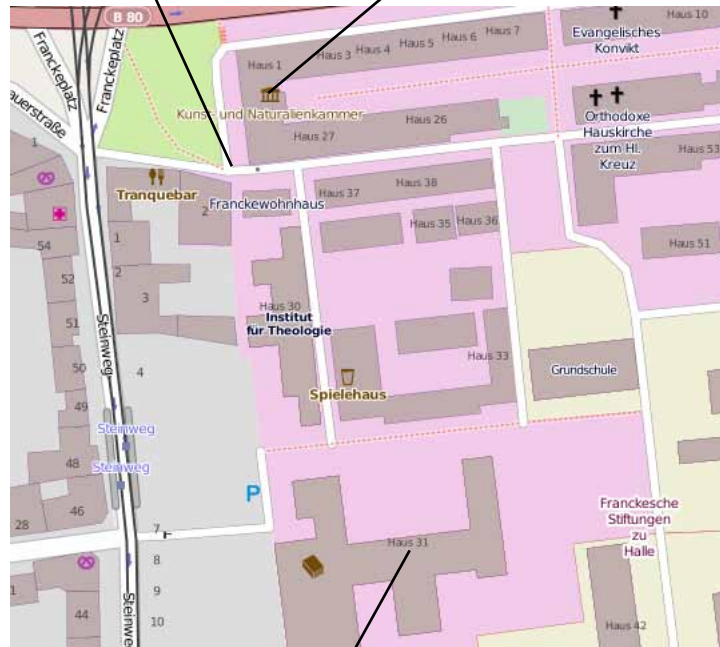 B 80
Franckeplatz
Franckeplatz
auerstraße
Haus 1
Haus 3
Haus 4
Haus 5
Haus 6
Haus 7
Haus 10
Evangelisches
Konvikt
Kunst- und Naturalienkammer
Haus 27
Haus 26
Orthodoxe
Hauskirche
zum Hl.
Kreuz
Haus 53
1
Tranquebar
2
Franckewohnhaus
Haus 37
Haus 38
Haus 35
Haus 36
Haus 51
54
1
52
2
3
51
Haus 30
Institut
für Theologie
Steinweg
50
4
Haus 33
Grundschule
49
Spielehaus
Steinweg
Steinweg
48
P
46
28
7
Haus 31
Franckesche
Stiftungen
zu
Halle
8
1
9
44
Steinweg
10
Haus 42